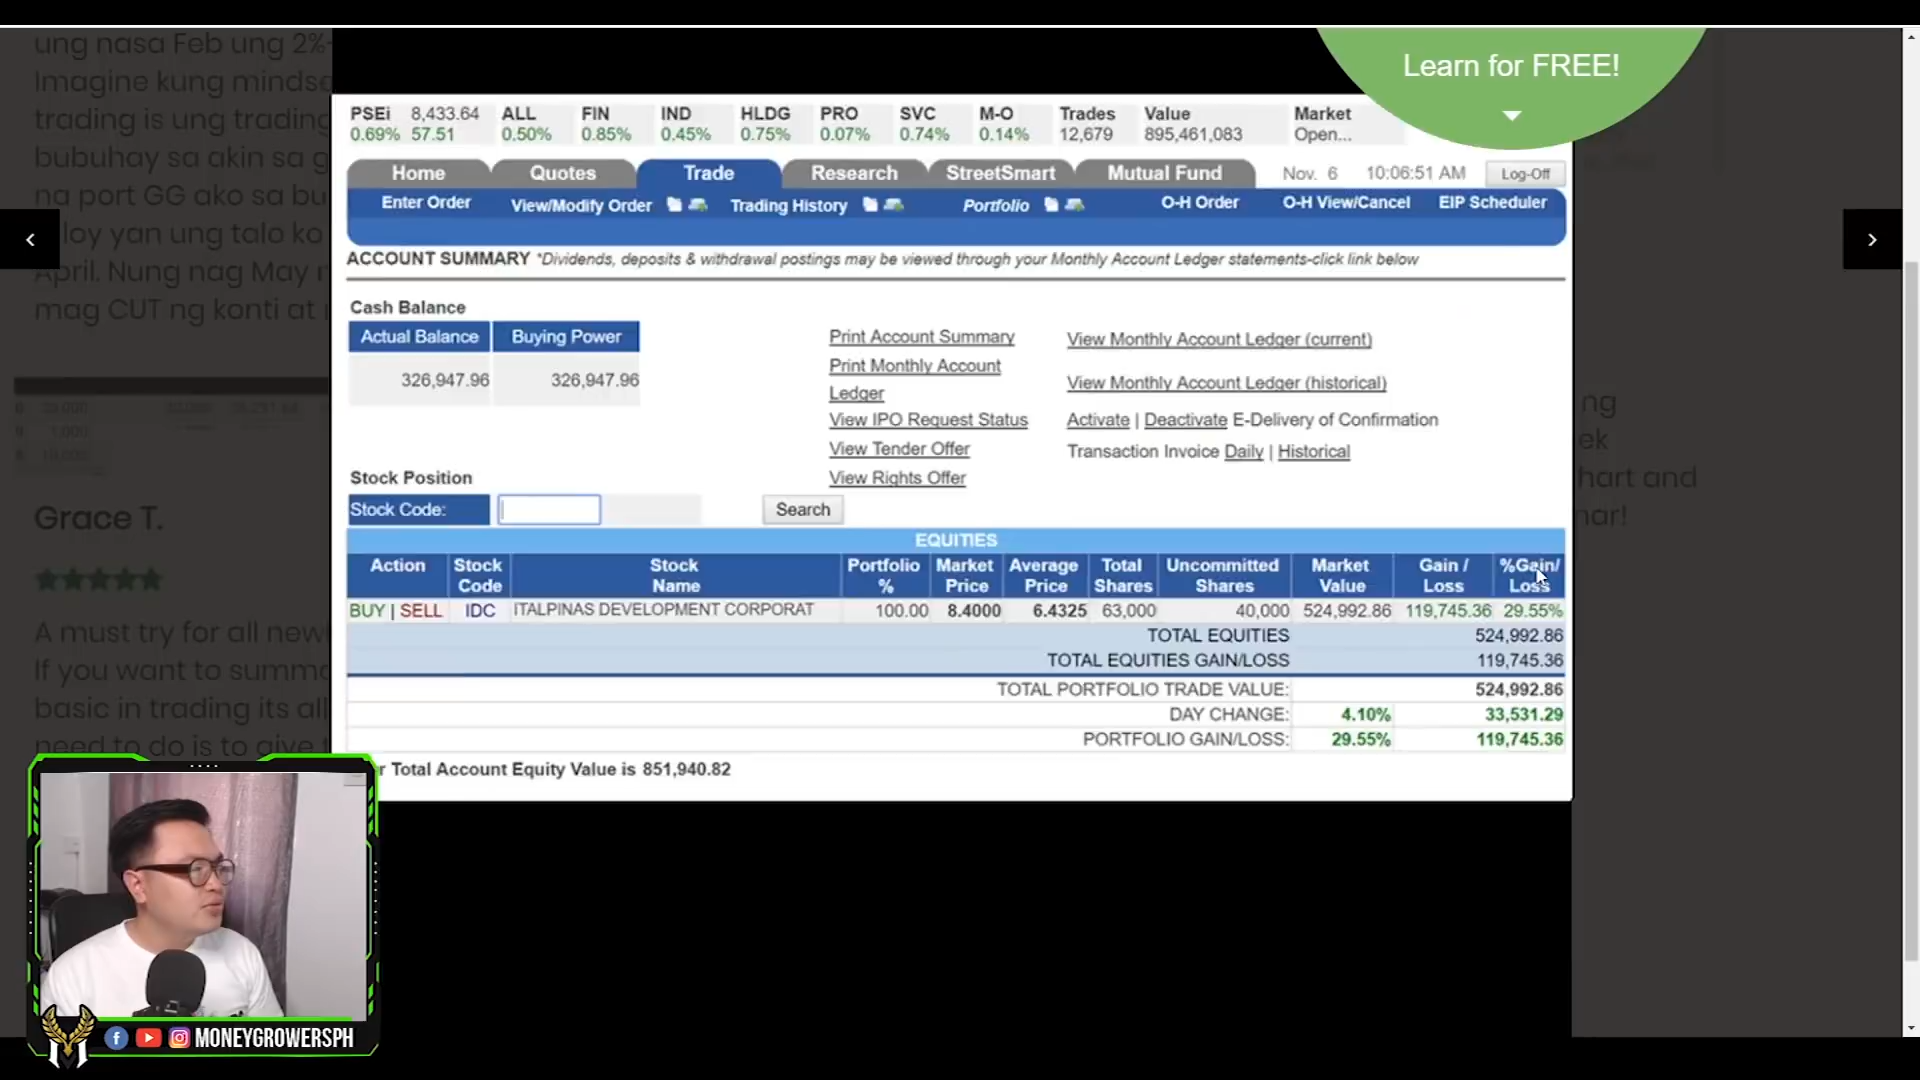 ung nasa Feb ung 2%
Learn for FREE!
Imagine kung mindse
trading is ung trading
bubuhay sa akin sa g
na port GG ako sa bu
loy yan ung talo ko
April. Nung nag May
mag CUT ng konti at
PSEi 8,433.64 ALL FIN IND HLDG PRO SVC M-O Trades Value Market
0.69% 57.51 0.50% 0.85% 0.45% 0.75% 0.07% 0.74% 0.14% 12,679 895,461,083 Open...
Home Quotes Trade Research StreetSmart Mutual Fund Nov. 6 10:06:51 AM Log-Off
Enter Order View/Modify Order Trading History Portfolio O-H Order O-H View/Cancel EIP Scheduler
ACCOUNT SUMMARY *Dividends, deposits & withdrawal postings may be viewed through your Monthly Account Ledger statements-click link below
Cash Balance
Actual Balance Buying Power
326,947.96 326,947.96
Print Account Summary View Monthly Account Ledger (current)
Print Monthly Account
Ledger
View Monthly Account Ledger (historical)
View IPO Request Status Activate | Deactivate E-Delivery of Confirmation
View Tender Offer Transaction Invoice Daily | Historical
View Rights Offer
Stock Position
Stock Code: Search
EQUITIES
Action Stock Code Stock Name Portfolio % Market Price Average Price Total Shares Uncommitted Shares Market Value Gain / Loss %Gain/ Loss
BUY | SELL IDC ITALPINAS DEVELOPMENT CORPORAT 100.00 8.4000 6.4325 63,000 40,000 524,992.86 119,745.36 29.55%
TOTAL EQUITIES 524,992.86
TOTAL EQUITIES GAIN/LOSS 119,745.36
TOTAL PORTFOLIO TRADE VALUE: 524,992.86
DAY CHANGE: 4.10% 33,531.29
PORTFOLIO GAIN/LOSS: 29.55% 119,745.36
r Total Account Equity Value is 851,940.82
Grace T.
A must try for all new
If you want to summa
basic in trading its all
need to do is to give
ng
ek
hart and
nar!
MONEYGROWERSPH